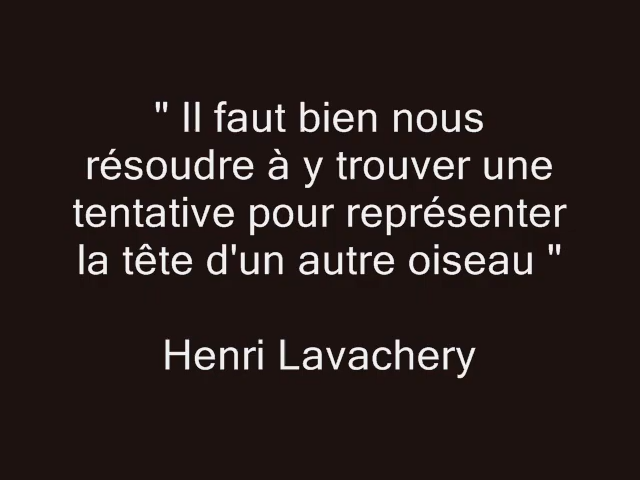 " Il faut bien nous
résoudre à y trouver une
tentative pour représenter
la tête d'un autre oiseau "
Henri Lavachery